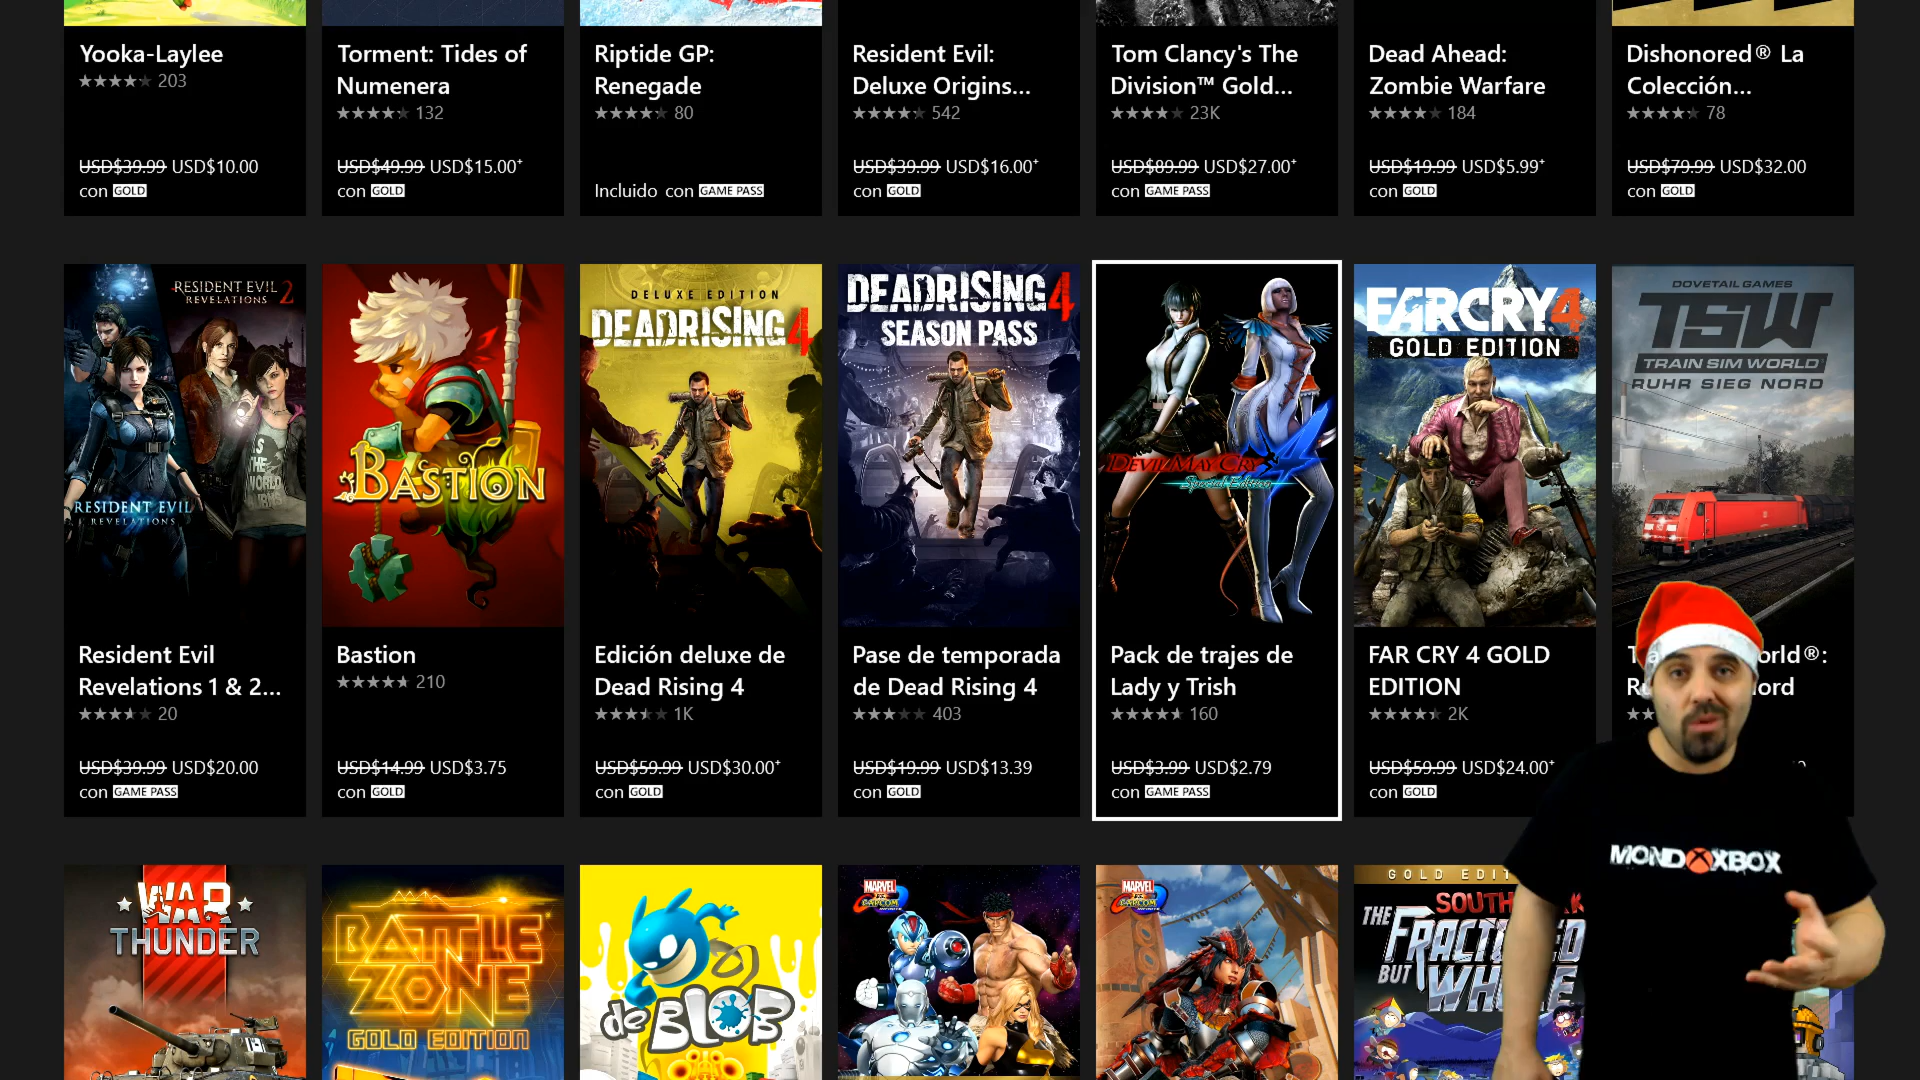 Yooka-Laylee
203
USD$39.99 USD$10.00
con GOLD
Torment: Tides of
Numenera
132
USD$49.99 USD$15.00+
con GOLD
Riptide GP:
Renegade
80
Incluido con GAME PASS
Resident Evil:
Deluxe Origins...
542
USD$39.99 USD$16.00+
con GOLD
Tom Clancy's The
Division™ Gold...
23K
USD$89.99 USD$27.00+
con GAME PASS
Dead Ahead:
Zombie Warfare
184
USD$19.99 USD$5.99+
con GOLD
Dishonored® La
Colección...
78
USD$79.99 USD$32.00
con GOLD
RESIDENT EVIL
REVELATIONS 2
RESIDENT EVIL
REVELATIONS
Resident Evil
Revelations 1 & 2...
20
USD$39.99 USD$20.00
con GAME PASS
BASTION
Bastion
210
USD$14.99 USD$3.75
con GOLD
DELUXE EDITION
DEADRISING 4
Edición deluxe de
Dead Rising 4
1K
USD$59.99 USD$30.00+
con GOLD
DEADRISING 4
SEASON PASS
Pase de temporada
de Dead Rising 4
403
USD$19.99 USD$13.39
con GOLD
DEVIL MAY CRY 4
Special Edition
Pack de trajes de
Lady y Trish
160
USD$3.99 USD$2.79
con GAME PASS
FARCRY 4
GOLD EDITION
FAR CRY 4 GOLD
EDITION
2K
USD$59.99 USD$24.00+
con GOLD
DOVETAIL GAMES
TSW
TRAIN SIM WORLD
RUHR SIEG NORD
MONDOXBOX
WAR
THUNDER
BATTLE
ZONE
GOLD EDITION
de BLOB
MARVEL
VS
CAPCOM
INFINITE
MARVEL
VS
CAPCOM
INFINITE
GOLD EDIT
SOUTH PARK
THE
FRACTURED
BUT
WHOLE